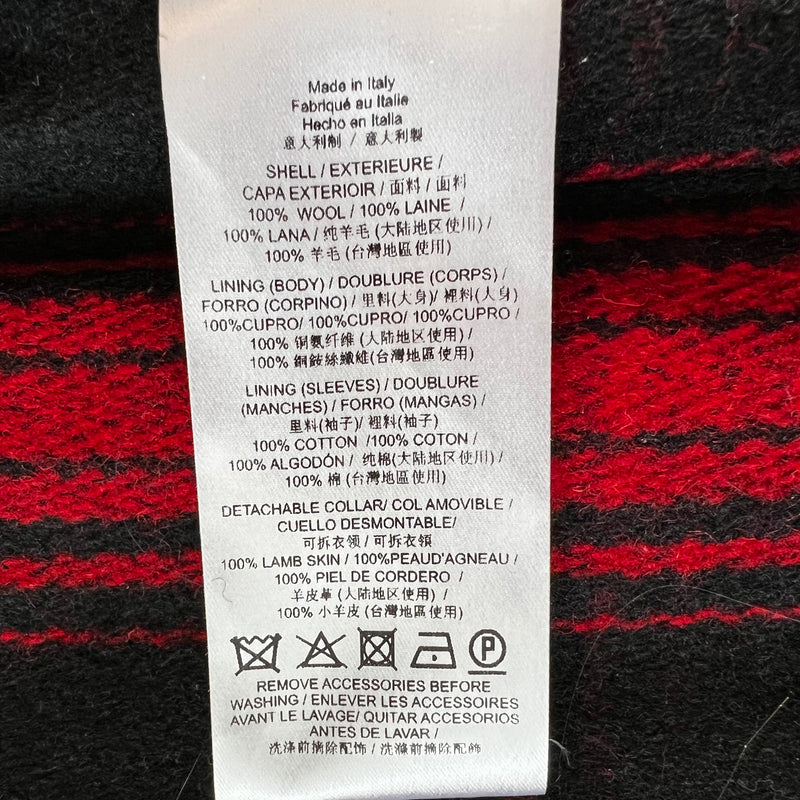 Made in Italy
Fabriqué au Italie
Hecho en Italia
意大利制 / 意大利製
SHELL / EXTERIEURE /
CAPA EXTERIOIR / 面料 / 面料
100% WOOL / 100% LAINE /
100% LANA / 纯羊毛 (大陆地区使用) /
100% 羊毛 (台灣地區使用)
LINING (BODY) / DOUBLURE (CORPS) /
FORRO (CORPINO) / 里料(大身)/ 裡料(大身)
100%CUPRO/ 100%CUPRO/ 100%CUPRO /
100% 铜氨纤维 (大陆地区使用) /
100% 銅銨絲纖維(台灣地區使用)
LINING (SLEEVES) / DOUBLURE
(MANCHES) / FORRO (MANGAS) /
里料(袖子)/ 裡料(袖子)
100% COTTON /100% COTON /
100% ALGODÓN / 纯棉(大陆地区使用) /
100% 棉 (台灣地區使用)
DETACHABLE COLLAR/ COL AMOVIBLE /
CUELLO DESMONTABLE/
可拆衣领 / 可拆衣領
100% LAMB SKIN / 100%PEAUD'AGNEAU /
100% PIEL DE CORDERO /
羊皮革 (大陆地区使用) /
100% 小羊皮 (台灣地區使用)
P
REMOVE ACCESSORIES BEFORE
WASHING / ENLEVER LES ACCESSOIRES
AVANT LE LAVAGE/ QUITAR ACCESORIOS
ANTES DE LAVAR /
洗涤前摘除配饰 / 洗滌前摘除配飾